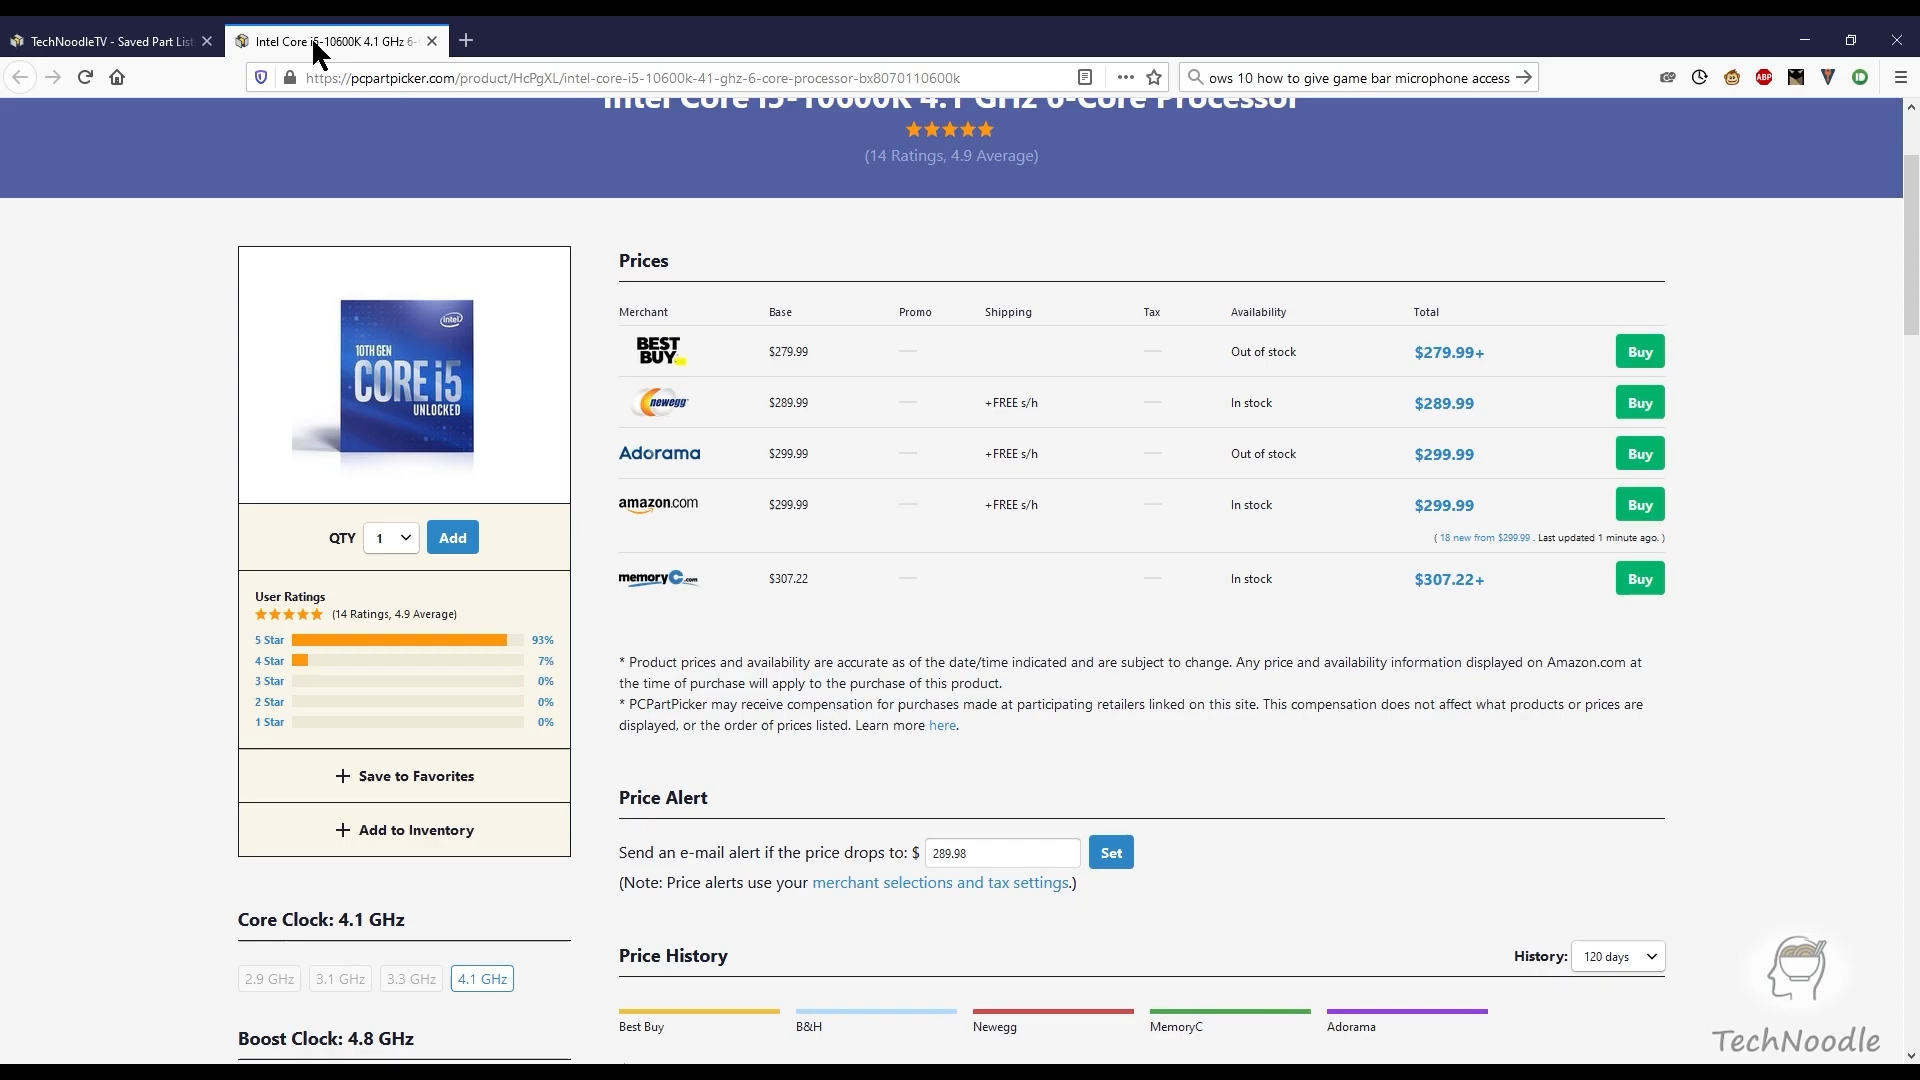 TechNoodleTV - Saved Part List
Intel Core i5-10600K 4.1 GHz 6-
https://pcpartpicker.com/product/HcPgXL/intel-core-i5-10600k-41-ghz-6-core-processor-bx8070110600k
ows 10 how to give game bar microphone access
ABP
Intel Core i5-10600K 4.1 GHz 6-Core Processor
(14 Ratings, 4.9 Average)
intel
10TH GEN
CORE i5
UNLOCKED
QTY 1 Add
User Ratings
(14 Ratings, 4.9 Average)
5 Star 93%
4 Star 7%
3 Star 0%
2 Star 0%
1 Star 0%
+ Save to Favorites
+ Add to Inventory
Core Clock: 4.1 GHz
2.9 GHz 3.1 GHz 3.3 GHz 4.1 GHz
Boost Clock: 4.8 GHz
Prices
Merchant Base Promo Shipping Tax Availability Total
BEST BUY $279.99 — — Out of stock $279.99+ Buy
newegg $289.99 — +FREE s/h — In stock $289.99 Buy
Adorama $299.99 — +FREE s/h — Out of stock $299.99 Buy
amazon.com $299.99 — +FREE s/h — In stock $299.99 Buy
( 18 new from $299.99 . Last updated 1 minute ago. )
memoryC.com $307.22 — — In stock $307.22+ Buy
* Product prices and availability are accurate as of the date/time indicated and are subject to change. Any price and availability information displayed on Amazon.com at
the time of purchase will apply to the purchase of this product.
* PCPartPicker may receive compensation for purchases made at participating retailers linked on this site. This compensation does not affect what products or prices are
displayed, or the order of prices listed. Learn more here.
Price Alert
Send an e-mail alert if the price drops to: $ 289.98 Set
(Note: Price alerts use your merchant selections and tax settings.)
Price History History: 120 days
Best Buy B&H Newegg MemoryC Adorama
TechNoodle